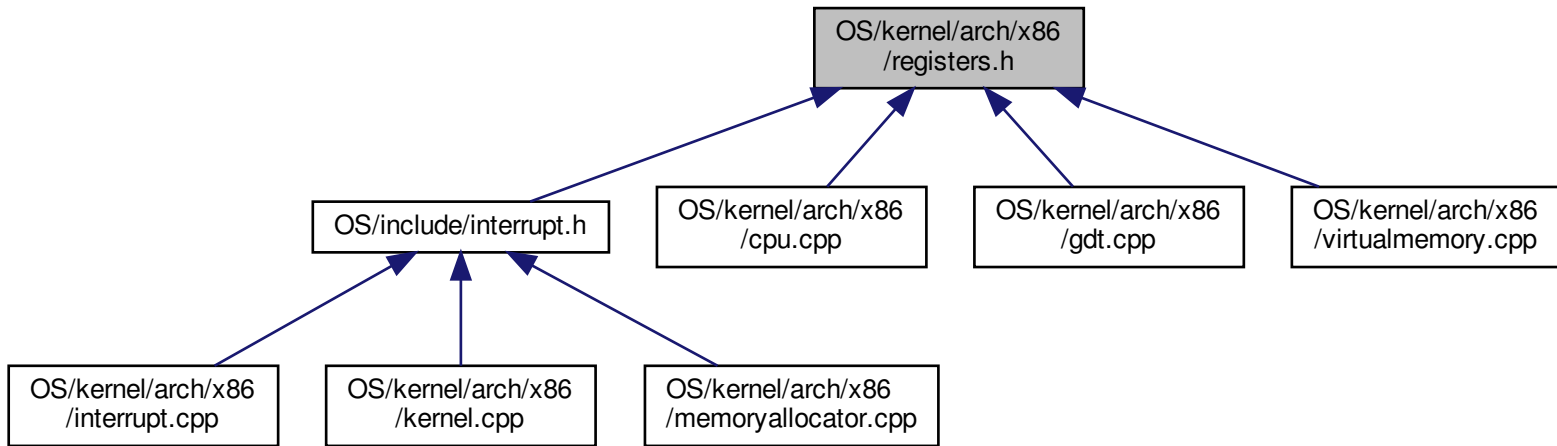 OS/kernel/arch/x86
/registers.h
OS/include/interrupt.h
OS/kernel/arch/x86
/cpu.cpp
OS/kernel/arch/x86
/gdt.cpp
OS/kernel/arch/x86
/virtualmemory.cpp
OS/kernel/arch/x86
/interrupt.cpp
OS/kernel/arch/x86
/kernel.cpp
OS/kernel/arch/x86
/memoryallocator.cpp